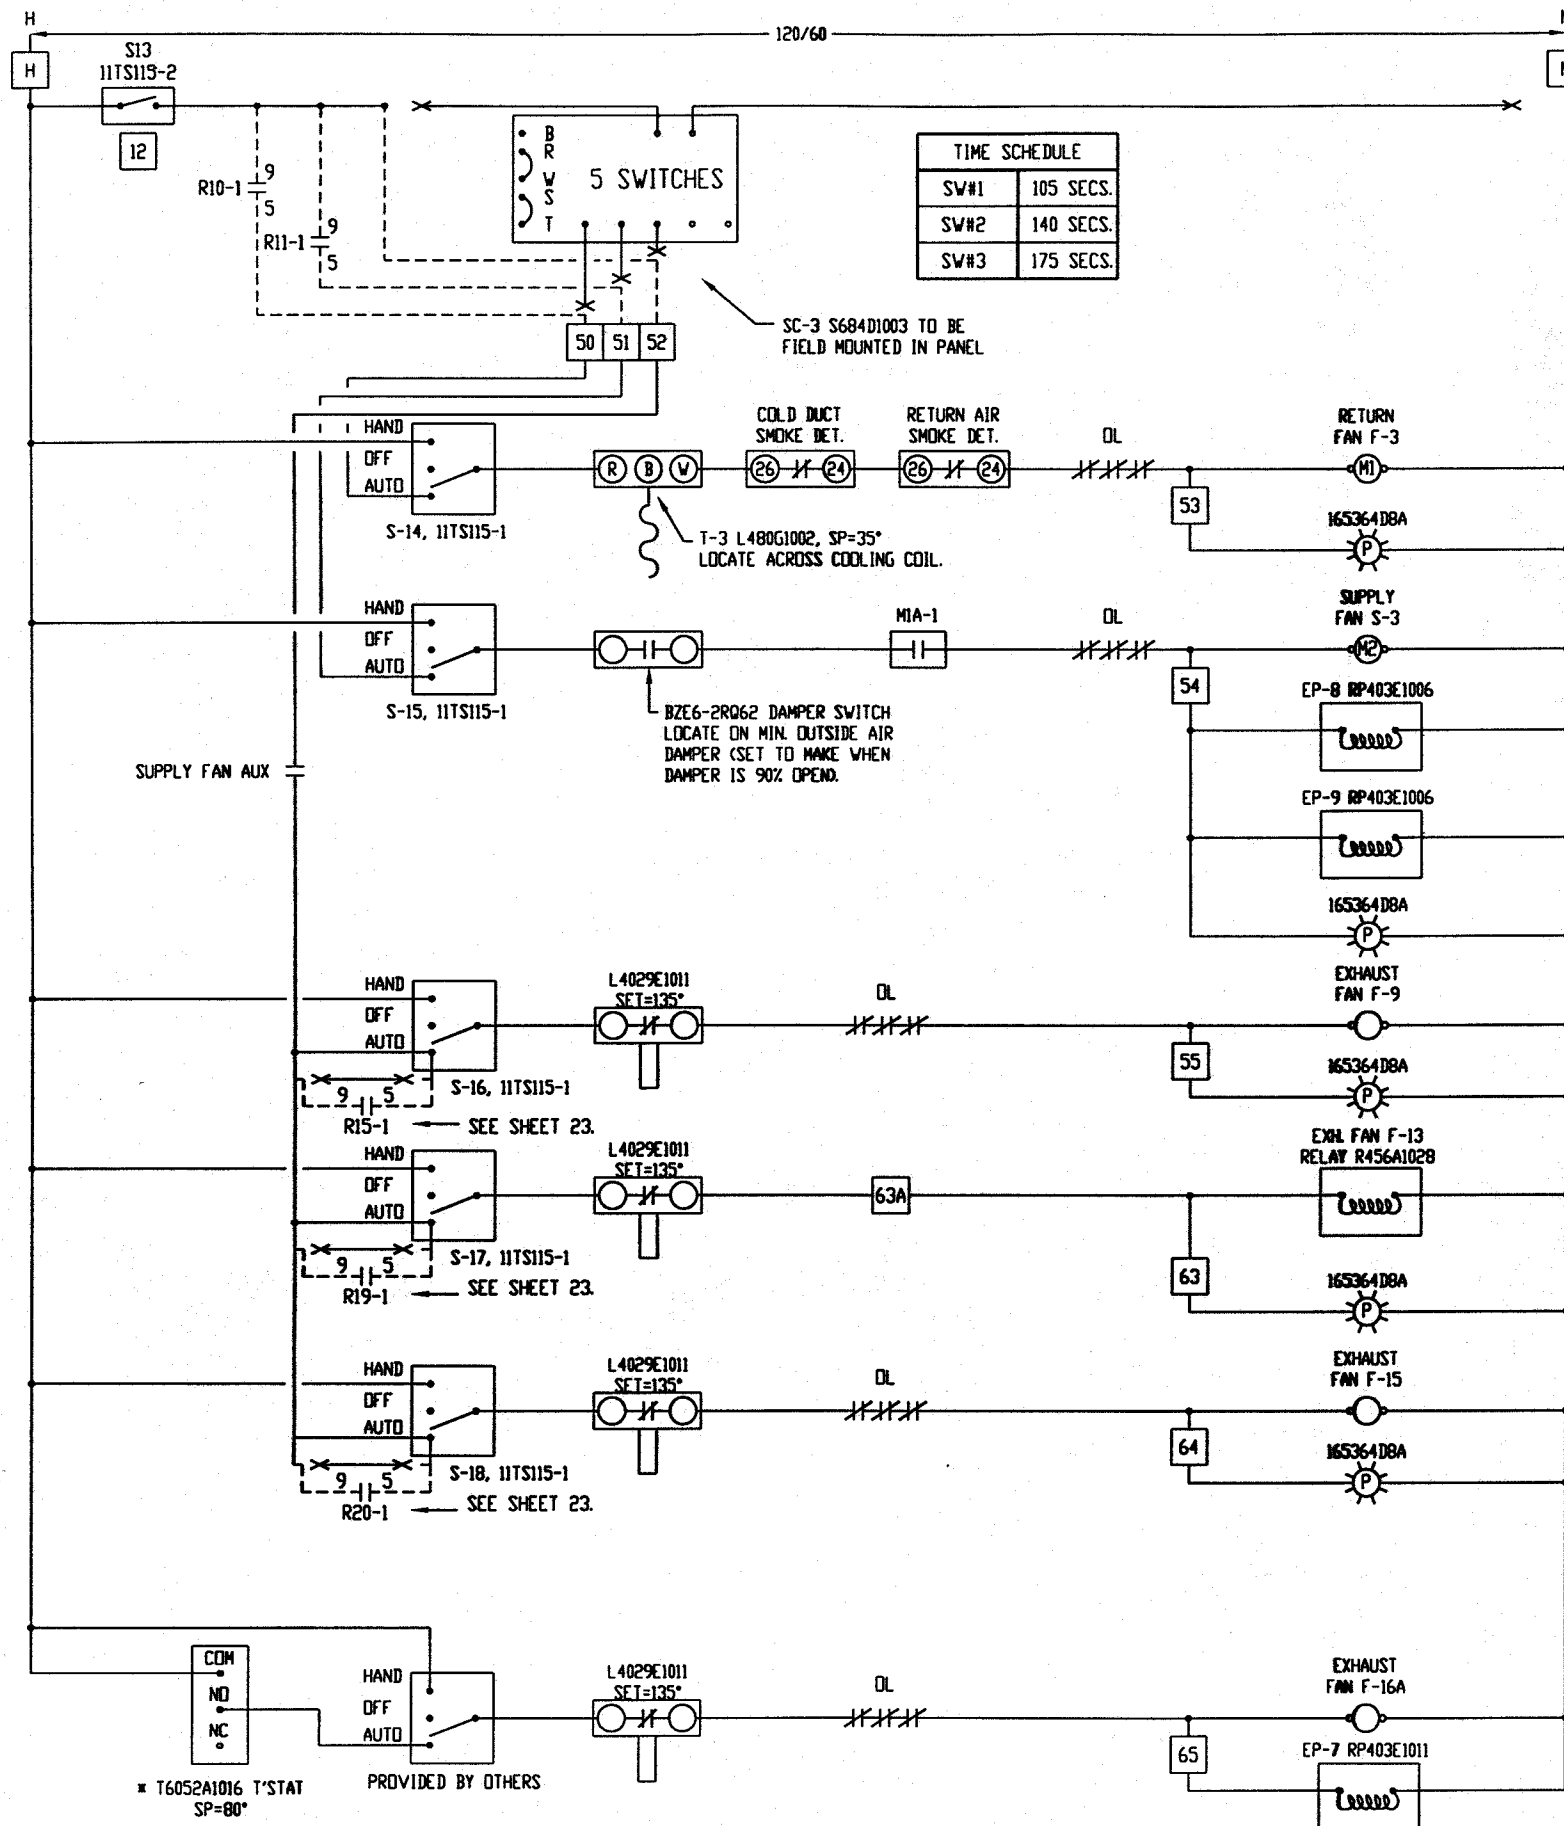 H
120/60
H
S13
11TS115-2
12
R10-1
9
5
R11-1
9
5
B
R
W
S
T
5 SWITCHES
TIME SCHEDULE
SW#1 105 SECS.
SW#2 140 SECS.
SW#3 175 SECS.
SC-3 S684D1003 TO BE
FIELD MOUNTED IN PANEL
50 51 52
HAND
OFF
AUTO
S-14, 11TS115-1
R B W
T-3 L480G1002, SP=35°
LOCATE ACROSS COOLING COIL.
COLD DUCT
SMOKE DET.
26 24
RETURN AIR
SMOKE DET.
26 24
OL
53
RETURN
FAN F-3
M1
165364D8A
P
HAND
OFF
AUTO
S-15, 11TS115-1
BZE6-2RQ62 DAMPER SWITCH
LOCATE ON MIN. OUTSIDE AIR
DAMPER (SET TO MAKE WHEN
DAMPER IS 90% OPEN).
M1A-1
OL
54
SUPPLY
FAN S-3
M2
EP-8 RP403E1006
EP-9 RP403E1006
165364D8A
P
SUPPLY FAN AUX
HAND
OFF
AUTO
S-16, 11TS115-1
9 5
R15-1
SEE SHEET 23.
L4029E1011
SET=135°
OL
55
EXHAUST
FAN F-9
165364D8A
P
HAND
OFF
AUTO
S-17, 11TS115-1
9 5
R19-1
SEE SHEET 23.
L4029E1011
SET=135°
63A
63
EXH. FAN F-13
RELAY R456A1028
165364D8A
P
HAND
OFF
AUTO
S-18, 11TS115-1
9 5
R20-1
SEE SHEET 23.
L4029E1011
SET=135°
OL
64
EXHAUST
FAN F-15
165364D8A
P
COM
NO
NC
* T6052A1016 T'STAT
SP=80°
HAND
OFF
AUTO
PROVIDED BY OTHERS
L4029E1011
SET=135°
OL
65
EXHAUST
FAN F-16A
EP-7 RP403E1011